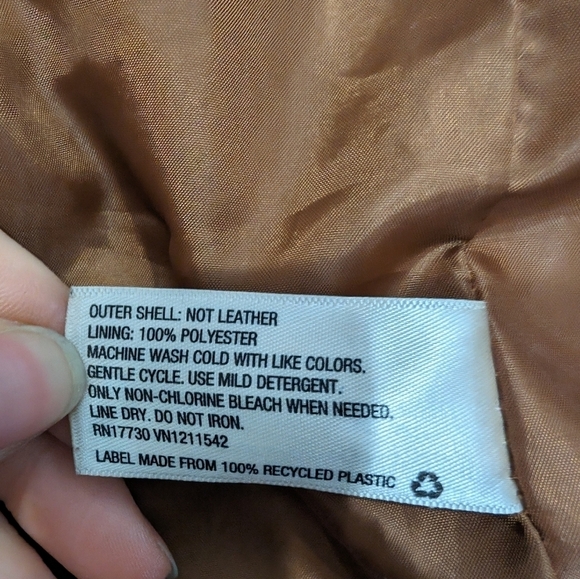 OUTER SHELL: NOT LEATHER
LINING: 100% POLYESTER
MACHINE WASH COLD WITH LIKE COLORS.
GENTLE CYCLE. USE MILD DETERGENT.
ONLY NON-CHLORINE BLEACH WHEN NEEDED.
LINE DRY. DO NOT IRON.
RN17730 VN1211542
LABEL MADE FROM 100% RECYCLED PLASTIC